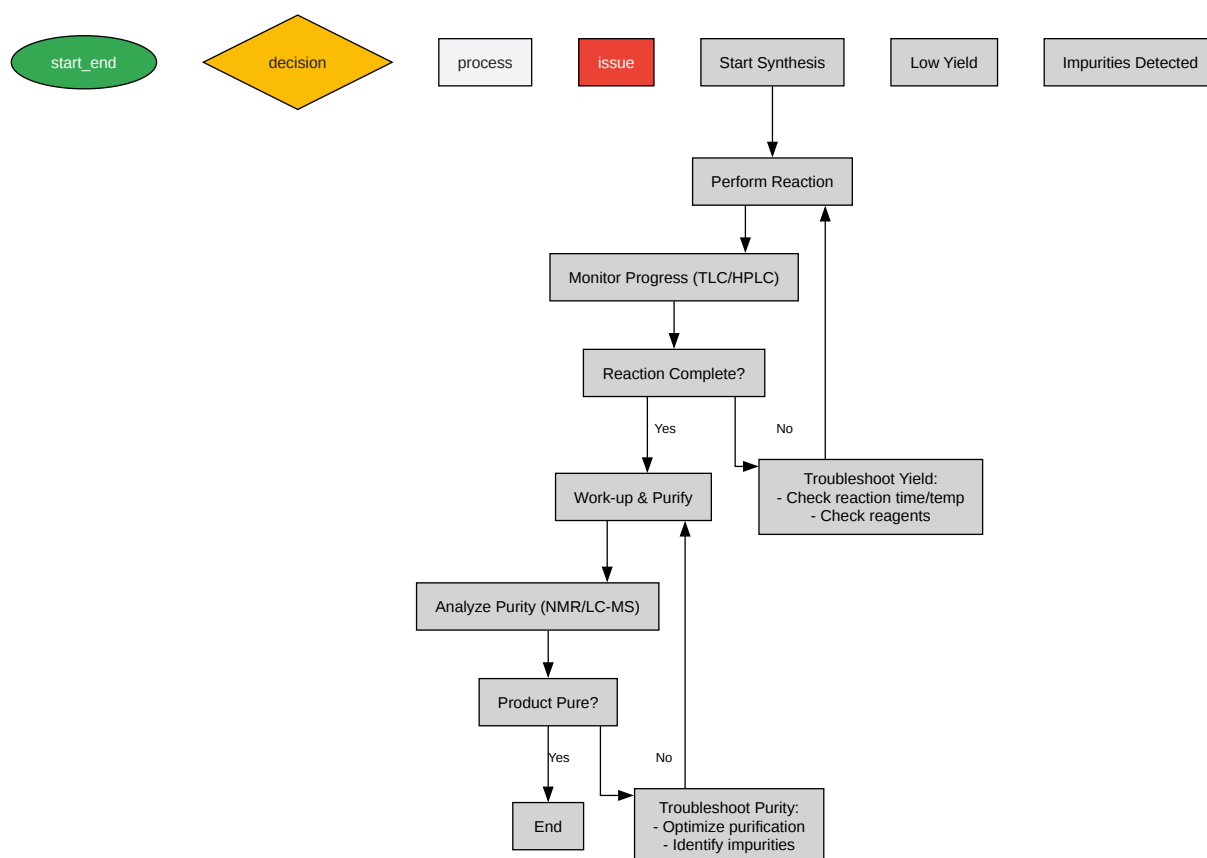 start_end
decision
process
issue
Start Synthesis
Low Yield
Impurities Detected
Perform Reaction
Monitor Progress (TLC/HPLC)
Reaction Complete?
Yes
No
Work-up & Purify
Troubleshoot Yield:
- Check reaction time/temp
- Check reagents
Analyze Purity (NMR/LC-MS)
Product Pure?
Yes
No
End
Troubleshoot Purity:
- Optimize purification
- Identify impurities